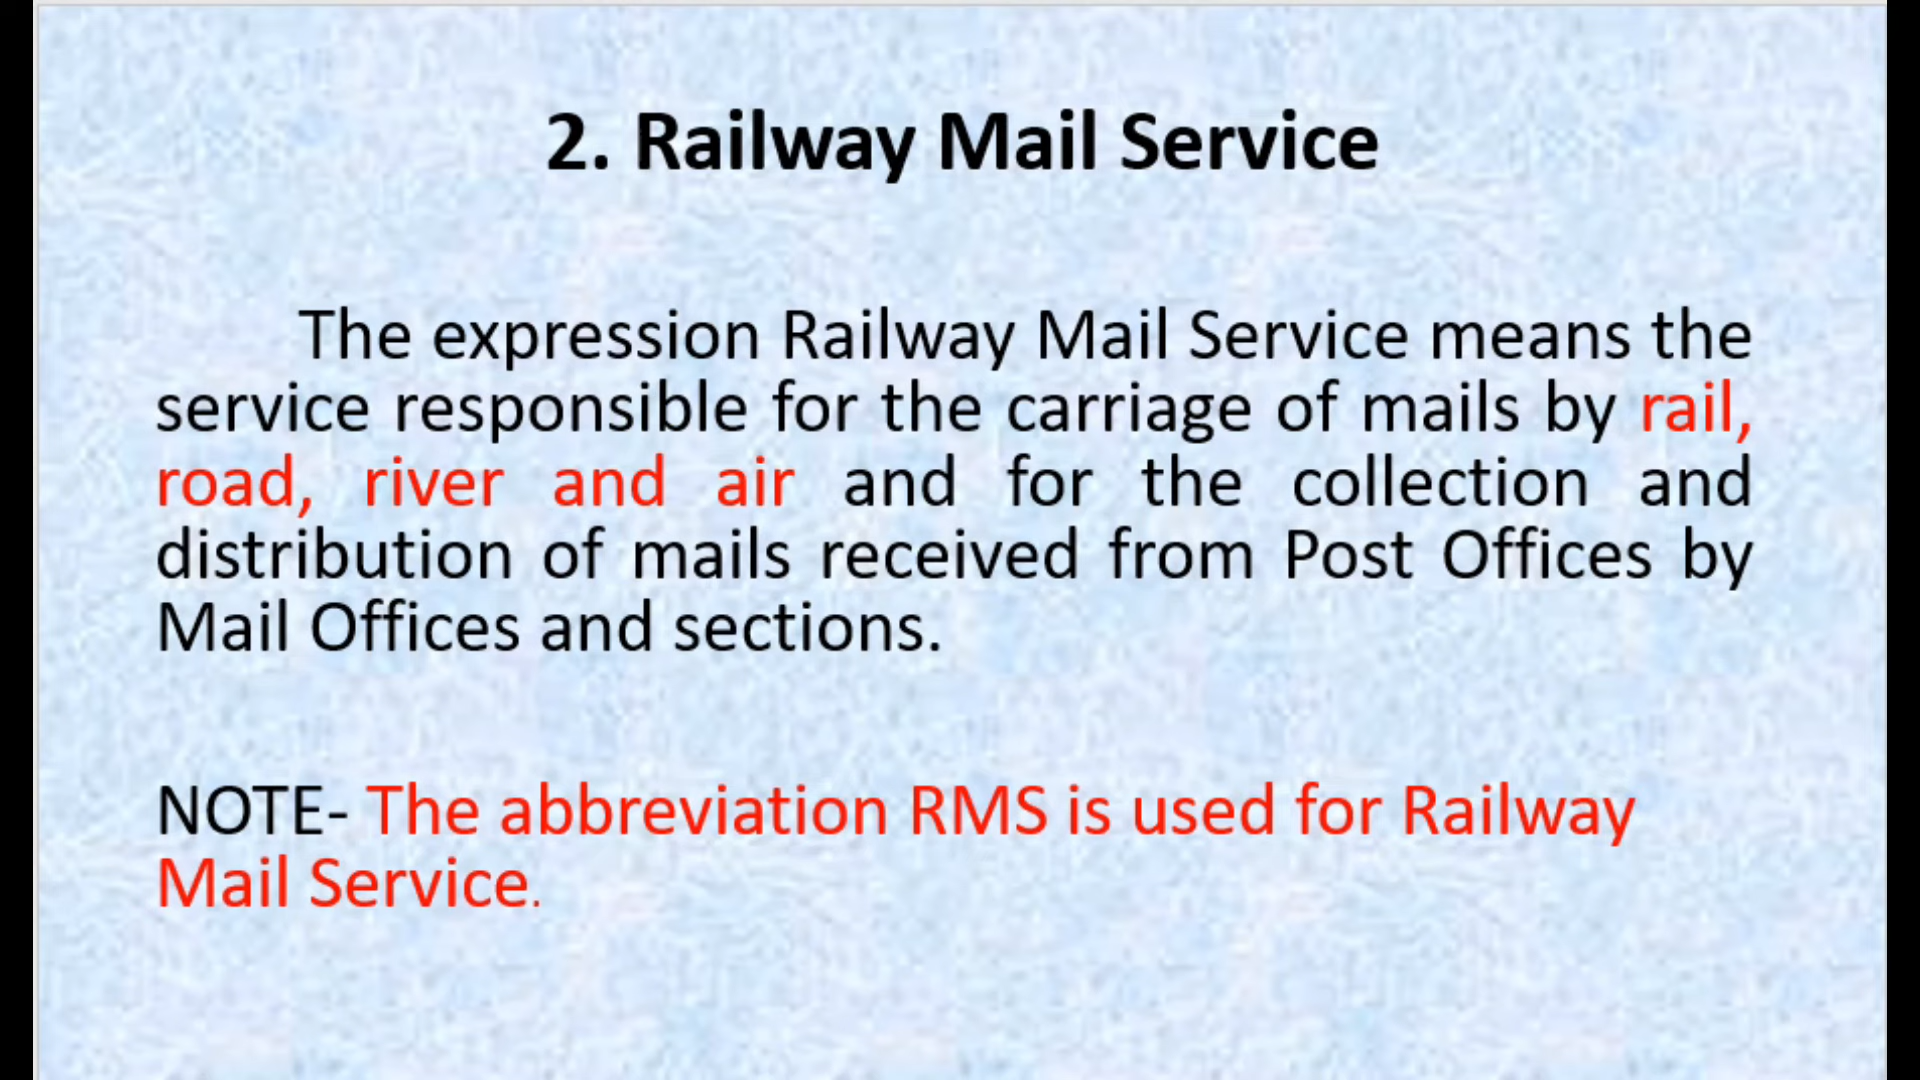 2. Railway Mail Service
The expression Railway Mail Service means the
service responsible for the carriage of mails by rail,
road, river and air and for the collection and
distribution of mails received from Post Offices by
Mail Offices and sections.
NOTE- The abbreviation RMS is used for Railway
Mail Service.